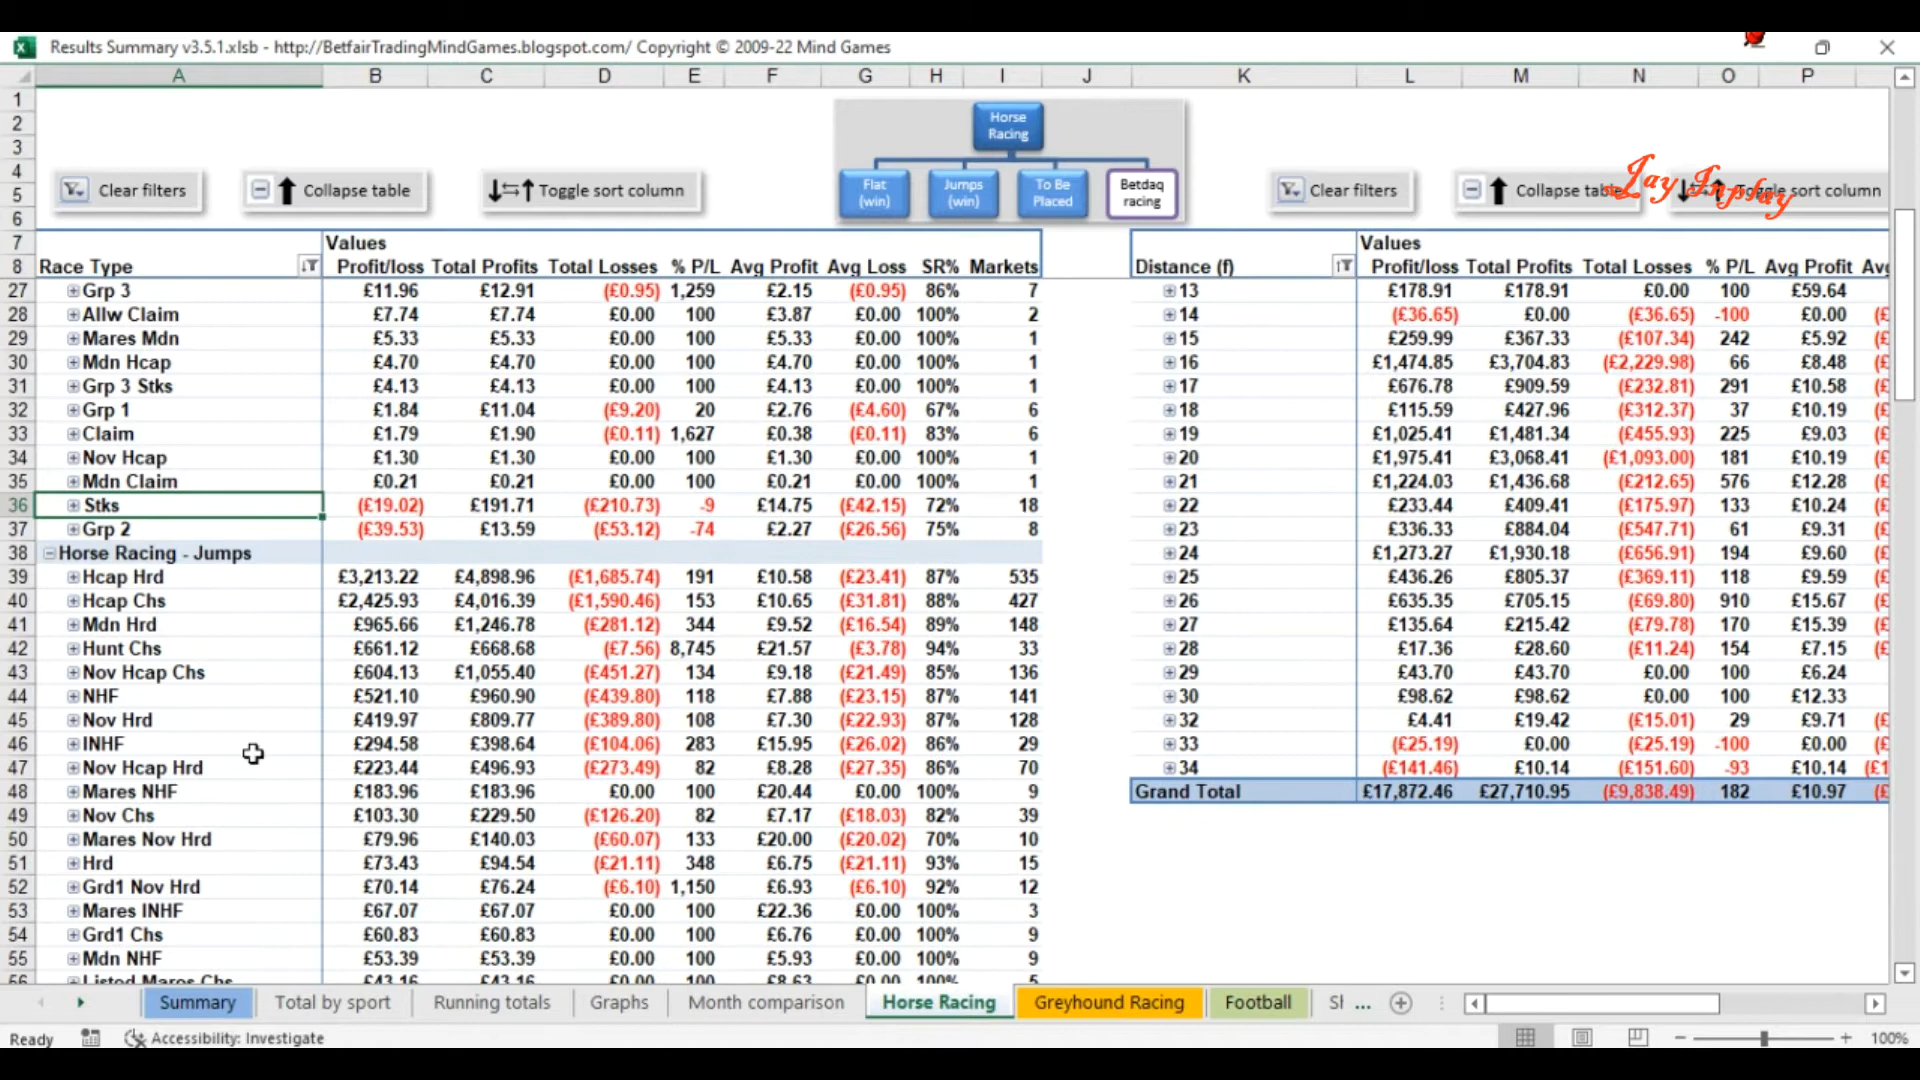 Results Summary v3.5.1.xlsb - http://BetfairTradingMindGames.blogspot.com/ Copyright © 2009-22 Mind Games
A B C D E F G H I J K L M N O P
1
2 Horse Racing
3
4 Clear filters Collapse table Toggle sort column Flat (win) Jumps (win) To Be Placed Betdaq racing Clear filters Collapse table Toggle sort column
Jay Inplay
5
6
7 Values Values
8 Race Type Profit/loss Total Profits Total Losses % P/L Avg Profit Avg Loss SR% Markets Distance (f) Profit/loss Total Profits Total Losses % P/L Avg Profit
27 Grp 3 £11.96 £12.91 (£0.95) 1,259 £2.15 (£0.95) 86% 7 13 £178.91 £178.91 £0.00 100 £59.64
28 Allw Claim £7.74 £7.74 £0.00 100 £3.87 £0.00 100% 2 14 (£36.65) £0.00 (£36.65) -100 £0.00
29 Mares Mdn £5.33 £5.33 £0.00 100 £5.33 £0.00 100% 1 15 £259.99 £367.33 (£107.34) 242 £5.92
30 Mdn Hcap £4.70 £4.70 £0.00 100 £4.70 £0.00 100% 1 16 £1,474.85 £3,704.83 (£2,229.98) 66 £8.48
31 Grp 3 Stks £4.13 £4.13 £0.00 100 £4.13 £0.00 100% 1 17 £676.78 £909.59 (£232.81) 291 £10.58
32 Grp 1 £1.84 £11.04 (£9.20) 20 £2.76 (£4.60) 67% 6 18 £115.59 £427.96 (£312.37) 37 £10.19
33 Claim £1.79 £1.90 (£0.11) 1,627 £0.38 (£0.11) 83% 6 19 £1,025.41 £1,481.34 (£455.93) 225 £9.03
34 Nov Hcap £1.30 £1.30 £0.00 100 £1.30 £0.00 100% 1 20 £1,975.41 £3,068.41 (£1,093.00) 181 £10.19
35 Mdn Claim £0.21 £0.21 £0.00 100 £0.21 £0.00 100% 1 21 £1,224.03 £1,436.68 (£212.65) 576 £12.28
36 Stks (£19.02) £191.71 (£210.73) -9 £14.75 (£42.15) 72% 18 22 £233.44 £409.41 (£175.97) 133 £10.24
37 Grp 2 (£39.53) £13.59 (£53.12) -74 £2.27 (£26.56) 75% 8 23 £336.33 £884.04 (£547.71) 61 £9.31
38 Horse Racing - Jumps 24 £1,273.27 £1,930.18 (£656.91) 194 £9.60
39 Hcap Hrd £3,213.22 £4,898.96 (£1,685.74) 191 £10.58 (£23.41) 87% 535 25 £436.26 £805.37 (£369.11) 118 £9.59
40 Hcap Chs £2,425.93 £4,016.39 (£1,590.46) 153 £10.65 (£31.81) 88% 427 26 £635.35 £705.15 (£69.80) 910 £15.67
41 Mdn Hrd £965.66 £1,246.78 (£281.12) 344 £9.52 (£16.54) 89% 148 27 £135.64 £215.42 (£79.78) 170 £15.39
42 Hunt Chs £661.12 £668.68 (£7.56) 8,745 £21.57 (£3.78) 94% 33 28 £17.36 £28.60 (£11.24) 154 £7.15
43 Nov Hcap Chs £604.13 £1,055.40 (£451.27) 134 £9.18 (£21.49) 85% 136 29 £43.70 £43.70 £0.00 100 £6.24
44 NHF £521.10 £960.90 (£439.80) 118 £7.88 (£23.15) 87% 141 30 £98.62 £98.62 £0.00 100 £12.33
45 Nov Hrd £419.97 £809.77 (£389.80) 108 £7.30 (£22.93) 87% 128 32 £4.41 £19.42 (£15.01) 29 £9.71
46 INHF £294.58 £398.64 (£104.06) 283 £15.95 (£26.02) 86% 29 33 (£25.19) £0.00 (£25.19) -100 £0.00
47 Nov Hcap Hrd £223.44 £496.93 (£273.49) 82 £8.28 (£27.35) 86% 70 34 (£141.46) £10.14 (£151.60) -93 £10.14
48 Mares NHF £183.96 £183.96 £0.00 100 £20.44 £0.00 100% 9 Grand Total £17,872.46 £27,710.95 (£9,838.49) 182 £10.97
49 Nov Chs £103.30 £229.50 (£126.20) 82 £7.17 (£18.03) 82% 39
50 Mares Nov Hrd £79.96 £140.03 (£60.07) 133 £20.00 (£20.02) 70% 10
51 Hrd £73.43 £94.54 (£21.11) 348 £6.75 (£21.11) 93% 15
52 Grd1 Nov Hrd £70.14 £76.24 (£6.10) 1,150 £6.93 (£6.10) 92% 12
53 Mares INHF £67.07 £67.07 £0.00 100 £22.36 £0.00 100% 3
54 Grd1 Chs £60.83 £60.83 £0.00 100 £6.76 £0.00 100% 9
55 Mdn NHF £53.39 £53.39 £0.00 100 £5.93 £0.00 100% 9
56 Listed Mares Chs £43.16 £43.16 £0.00 100 £8.63 £0.00 100% 5
Summary Total by sport Running totals Graphs Month comparison Horse Racing Greyhound Racing Football ...
Ready Accessibility: Investigate 100%